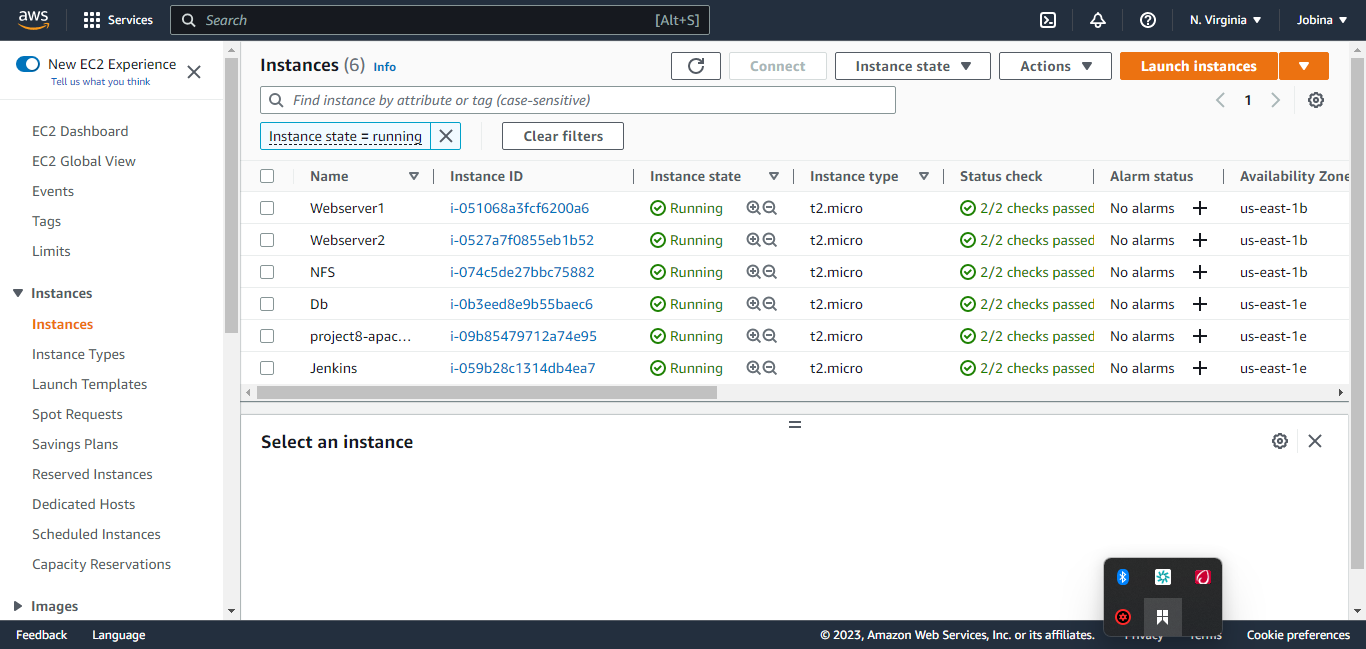 aws
Services
Search
[Alt+S]
N. Virginia
Jobina
New EC2 Experience
Tell us what you think
EC2 Dashboard
EC2 Global View
Events
Tags
Limits
Instances
Instances
Instance Types
Launch Templates
Spot Requests
Savings Plans
Reserved Instances
Dedicated Hosts
Scheduled Instances
Capacity Reservations
Images
Instances (6) Info
Connect
Instance state
Actions
Launch instances
Find instance by attribute or tag (case-sensitive)
1
Instance state = running
Clear filters
Name Instance ID Instance state Instance type Status check Alarm status Availability Zone
Webserver1 i-051068a3fcf6200a6 Running t2.micro 2/2 checks passed No alarms us-east-1b
Webserver2 i-0527a7f0855eb1b52 Running t2.micro 2/2 checks passed No alarms us-east-1b
NFS i-074c5de27bbc75882 Running t2.micro 2/2 checks passed No alarms us-east-1b
Db i-0b3eed8e9b55baec6 Running t2.micro 2/2 checks passed No alarms us-east-1e
project8-apac... i-09b85479712a74e95 Running t2.micro 2/2 checks passed No alarms us-east-1e
Jenkins i-059b28c1314db4ea7 Running t2.micro 2/2 checks passed No alarms us-east-1e
Select an instance
Feedback Language © 2023, Amazon Web Services, Inc. or its affiliates. Privacy Terms Cookie preferences